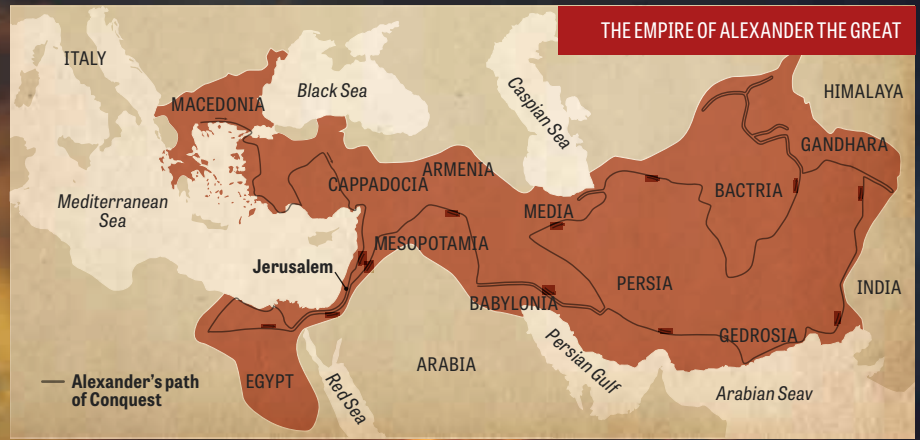 THE EMPIRE OF ALEXANDER THE GREAT
ITALY
MACEDONIA
Black Sea
Caspian Sea
HIMALAYA
GANDHARA
ARMENIA
CAPPADOCIA
BACTRIA
Mediterranean
Sea
MEDIA
MESOPOTAMIA
Jerusalem
PERSIA
INDIA
BABYLONIA
GEDROSIA
Persian Gulf
ARABIA
EGYPT
Red Sea
Arabian Seav
Alexander's path
of Conquest